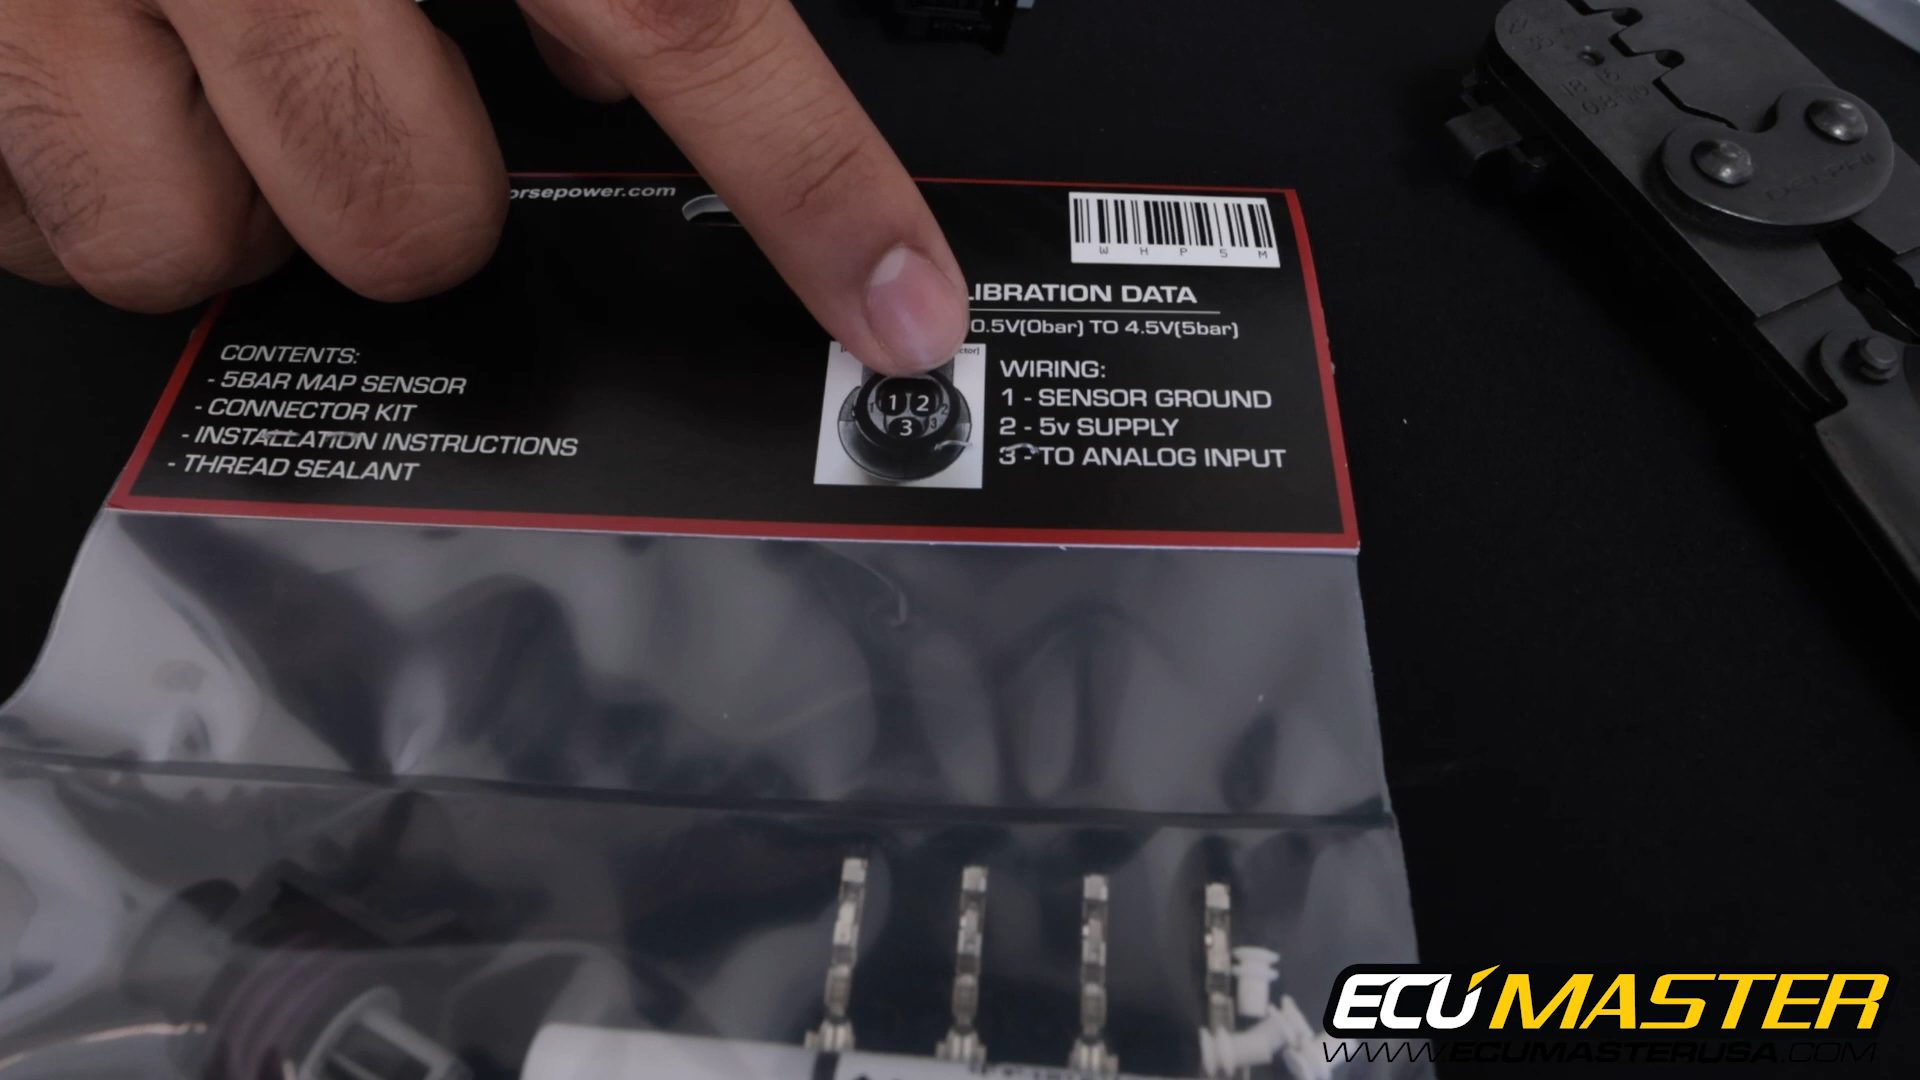 orsepower.com
W H P 5 M
LIBRATION DATA
0.5V(0bar) TO 4.5V(5bar)
CONTENTS:
- 5BAR MAP SENSOR
- CONNECTOR KIT
- INSTALLATION INSTRUCTIONS
- THREAD SEALANT
ctor]
1 2
3
WIRING:
1 - SENSOR GROUND
2 - 5v SUPPLY
3 - TO ANALOG INPUT
DELPHI
ECUMASTER
WWW.ECUMASTERUSA.COM